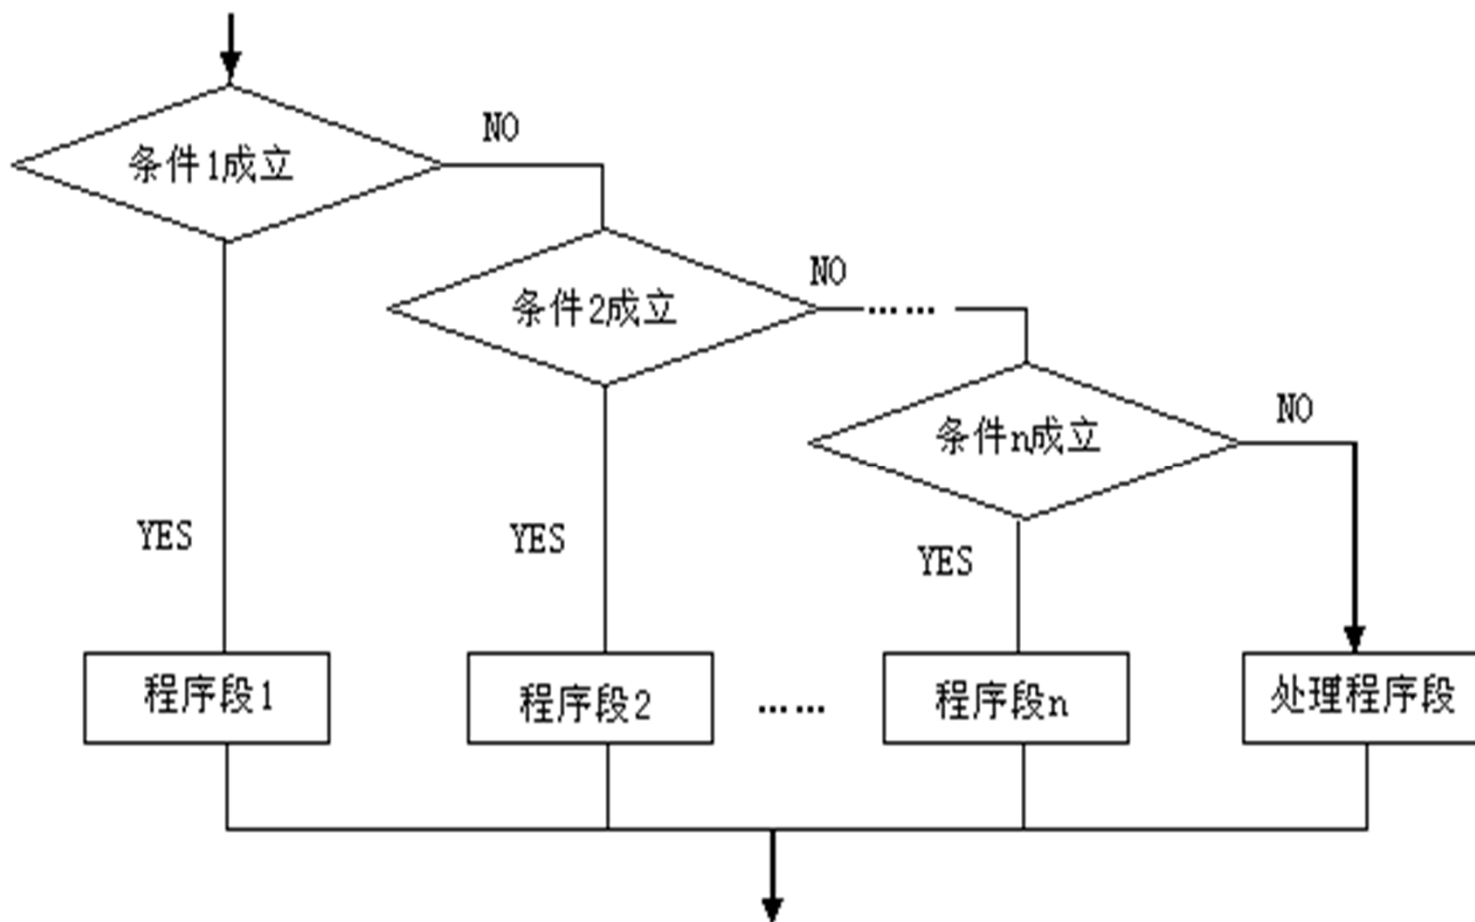 NO
条件1成立
NO
条件2成立
……
NO
条件n成立
YES
YES
YES
程序段1
程序段2
……
程序段n
处理程序段